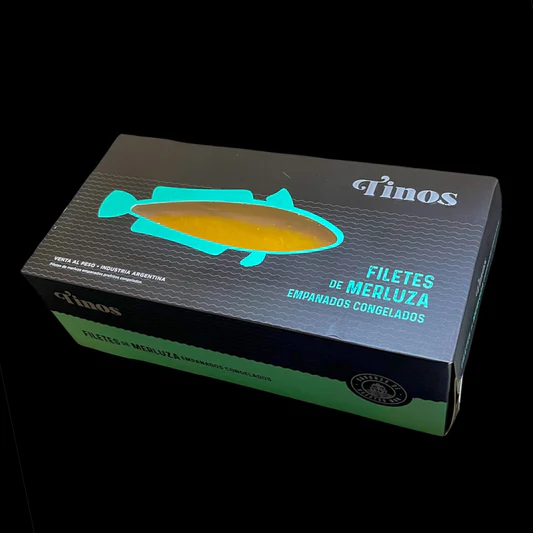 Tinos
FILETES
DE MERLUZA
EMPANADOS CONGELADOS
VENTA AL PESO • INDUSTRIA ARGENTINA
Tinos
FILETES DE MERLUZA EMPANADOS CONGELADOS